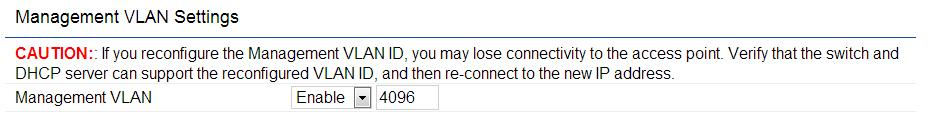 Management VLAN Settings
CAUTION:: If you reconfigure the Management VLAN ID, you may lose connectivity to the access point. Verify that the switch and
DHCP server can support the reconfigured VLAN ID, and then re-connect to the new IP address.
Management VLAN Enable 4096